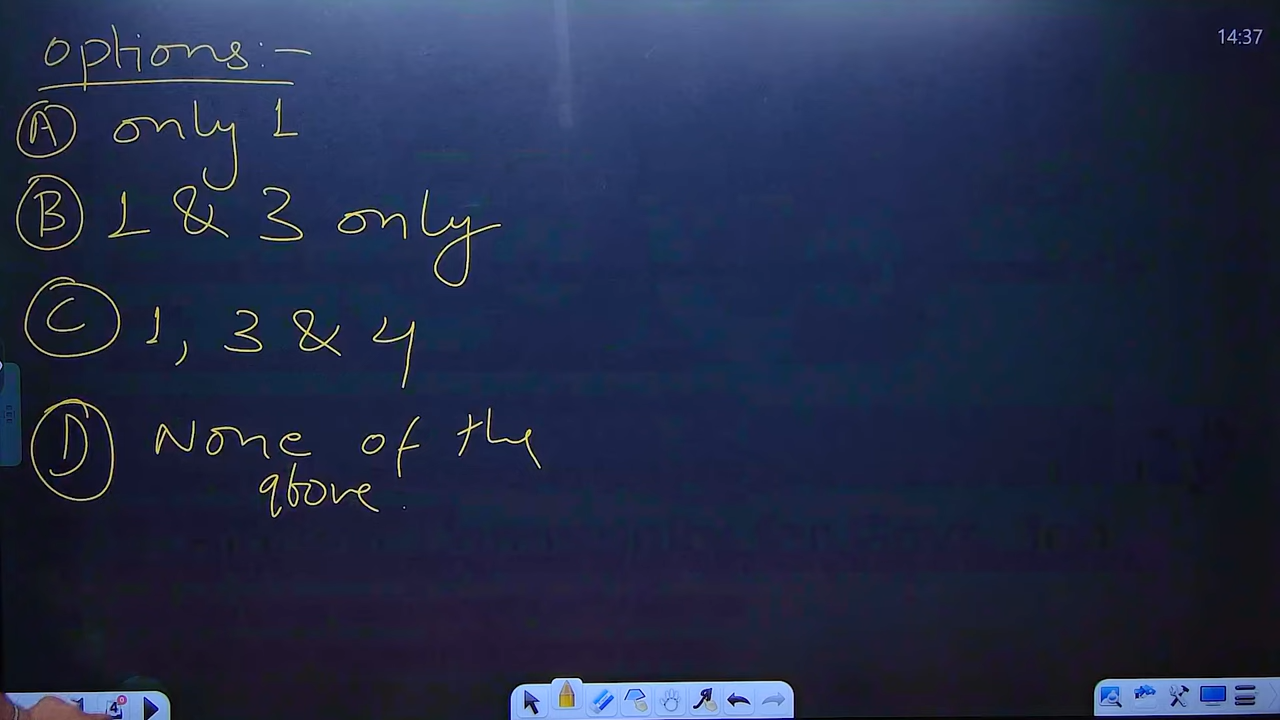 14:37
options:-
A only 1
B 1 & 3 only
C 1, 3 & 4
D None of the
above.